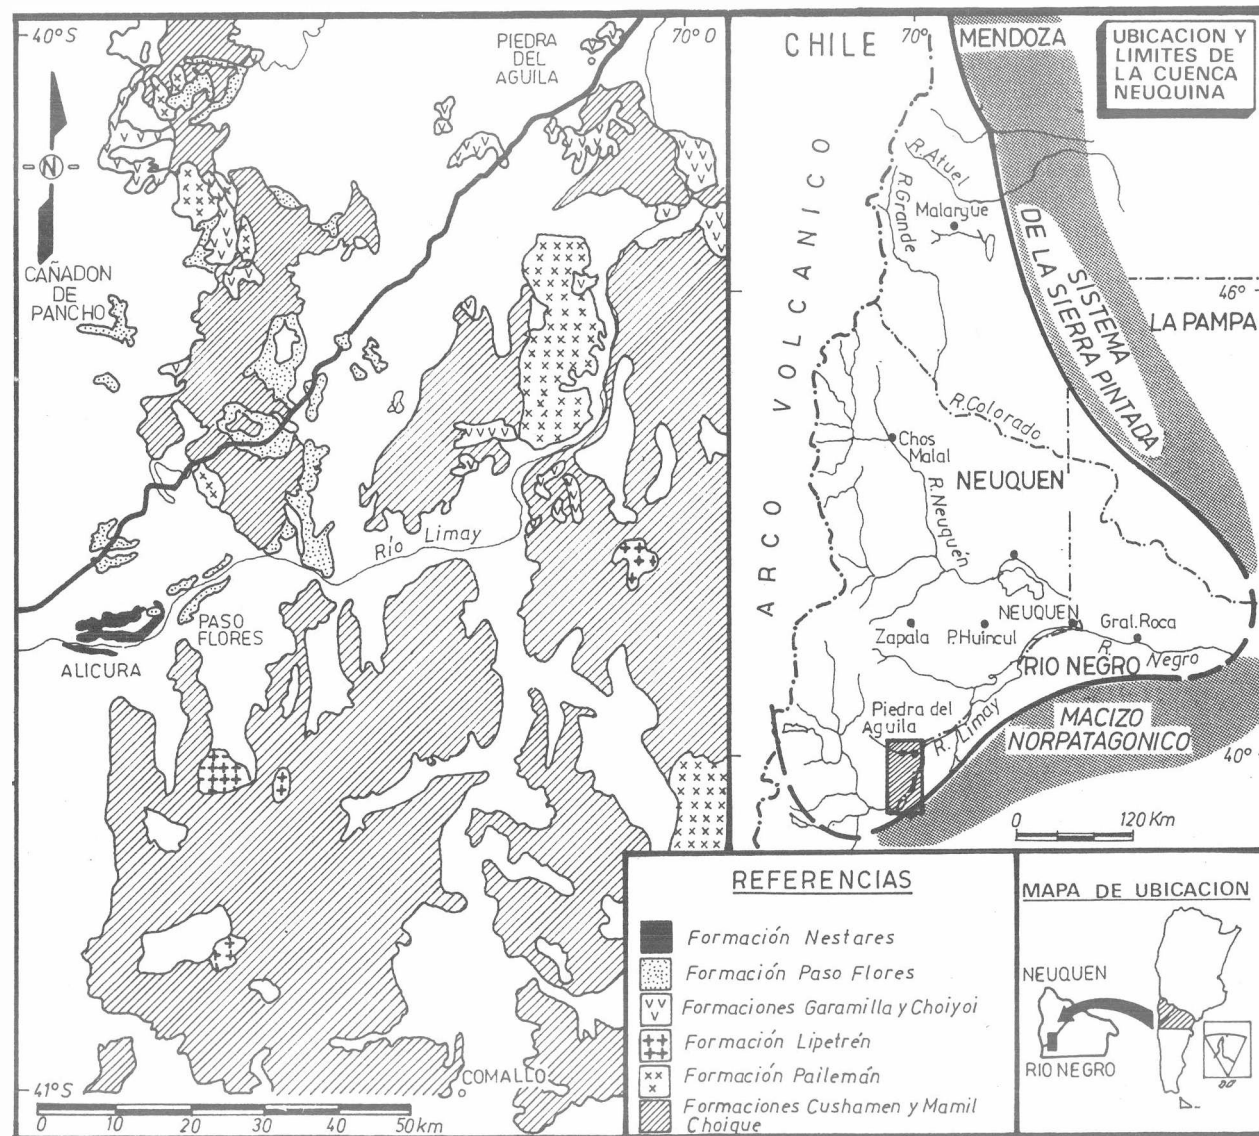 40°S
PIEDRA
DEL
AGUILA
70°O
N
CAÑADON
DE
PANCHO
Río Limay
PASO
FLORES
ALICURA
41°S
COMALLO
0 10 20 30 40 50km
CHILE
70°
MENDOZA
UBICACION Y
LIMITES DE
LA CUENCA
NEUQUINA
ARCO VOLCANICO
R. Atuel
R. Grande
Malargüe
SISTEMA
DE LA SIERRA PINTADA
46°
LA PAMPA
R. Colorado
Chos
Malal
NEUQUEN
R. Neuquén
NEUQUEN
Zapala
P. Huincul
Gral. Roca
R. Negro
RIO NEGRO
Piedra del
Aguila
R. Limay
MACIZO
NORPATAGONICO
40°
0 120 Km
REFERENCIAS
Formación Nestares
Formación Paso Flores
Formaciones Garamilla y Choiyoi
Formación Lipetrén
Formación Pailemán
Formaciones Cushamen y Mamil
Choique
MAPA DE UBICACION
NEUQUEN
RIO NEGRO